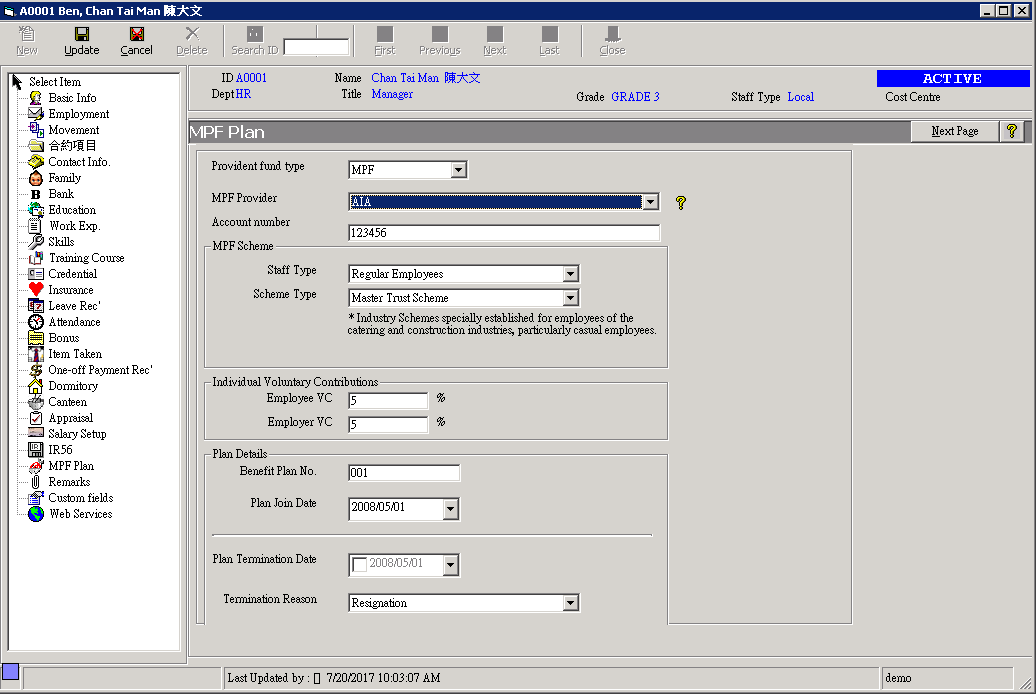 A0001 Ben, Chan Tai Man 陳大文
New Update Cancel Delete Search ID First Previous Next Last Close
Select Item
Basic Info
Employment
Movement
合約項目
Contact Info.
Family
Bank
Education
Work Exp.
Skills
Training Course
Credential
Insurance
Leave Rec'
Attendance
Bonus
Item Taken
One-off Payment Rec'
Dormitory
Canteen
Appraisal
Salary Setup
IR56
MPF Plan
Remarks
Custom fields
Web Services
ID A0001 Name Chan Tai Man 陳大文 ACTIVE
Dept HR Title Manager Grade GRADE 3 Staff Type Local Cost Centre
MPF Plan Next Page ?
Provident fund type MPF
MPF Provider AIA ?
Account number 123456
MPF Scheme
Staff Type Regular Employees
Scheme Type Master Trust Scheme
* Industry Schemes specially established for employees of the
catering and construction industries, particularly casual employees.
Individual Voluntary Contributions
Employee VC 5 %
Employer VC 5 %
Plan Details
Benefit Plan No. 001
Plan Join Date 2008/05/01
Plan Termination Date 2008/05/01
Termination Reason Resignation
Last Updated by : 7/20/2017 10:03:07 AM demo